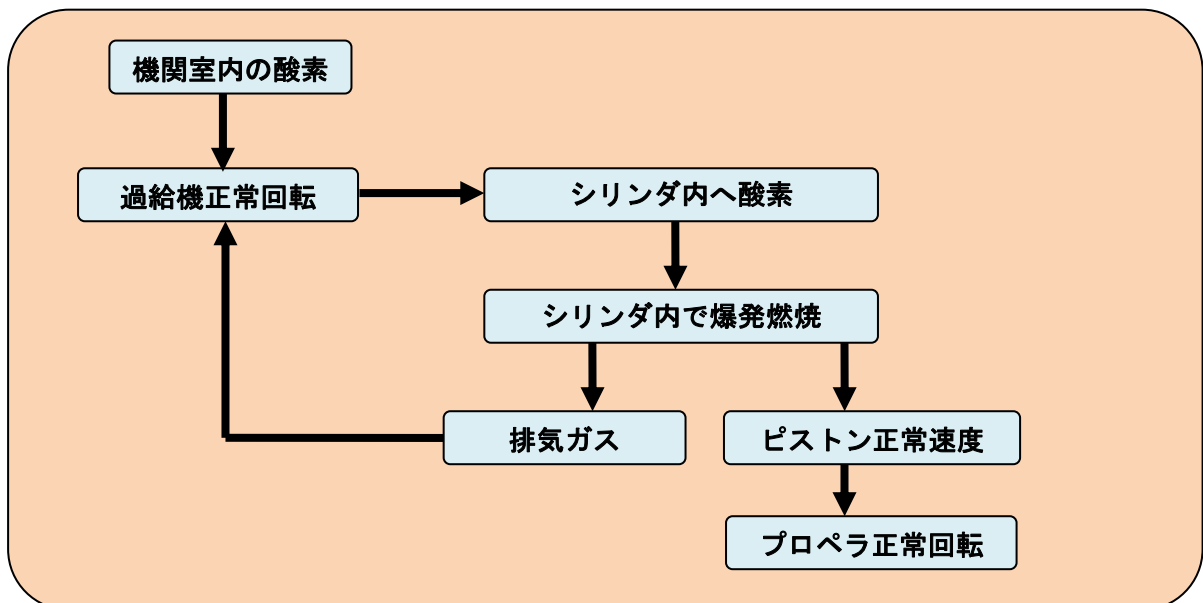 機関室内の酸素
過給機正常回転
シリンダ内へ酸素
シリンダ内で爆発燃焼
排気ガス
ピストン正常速度
プロペラ正常回転